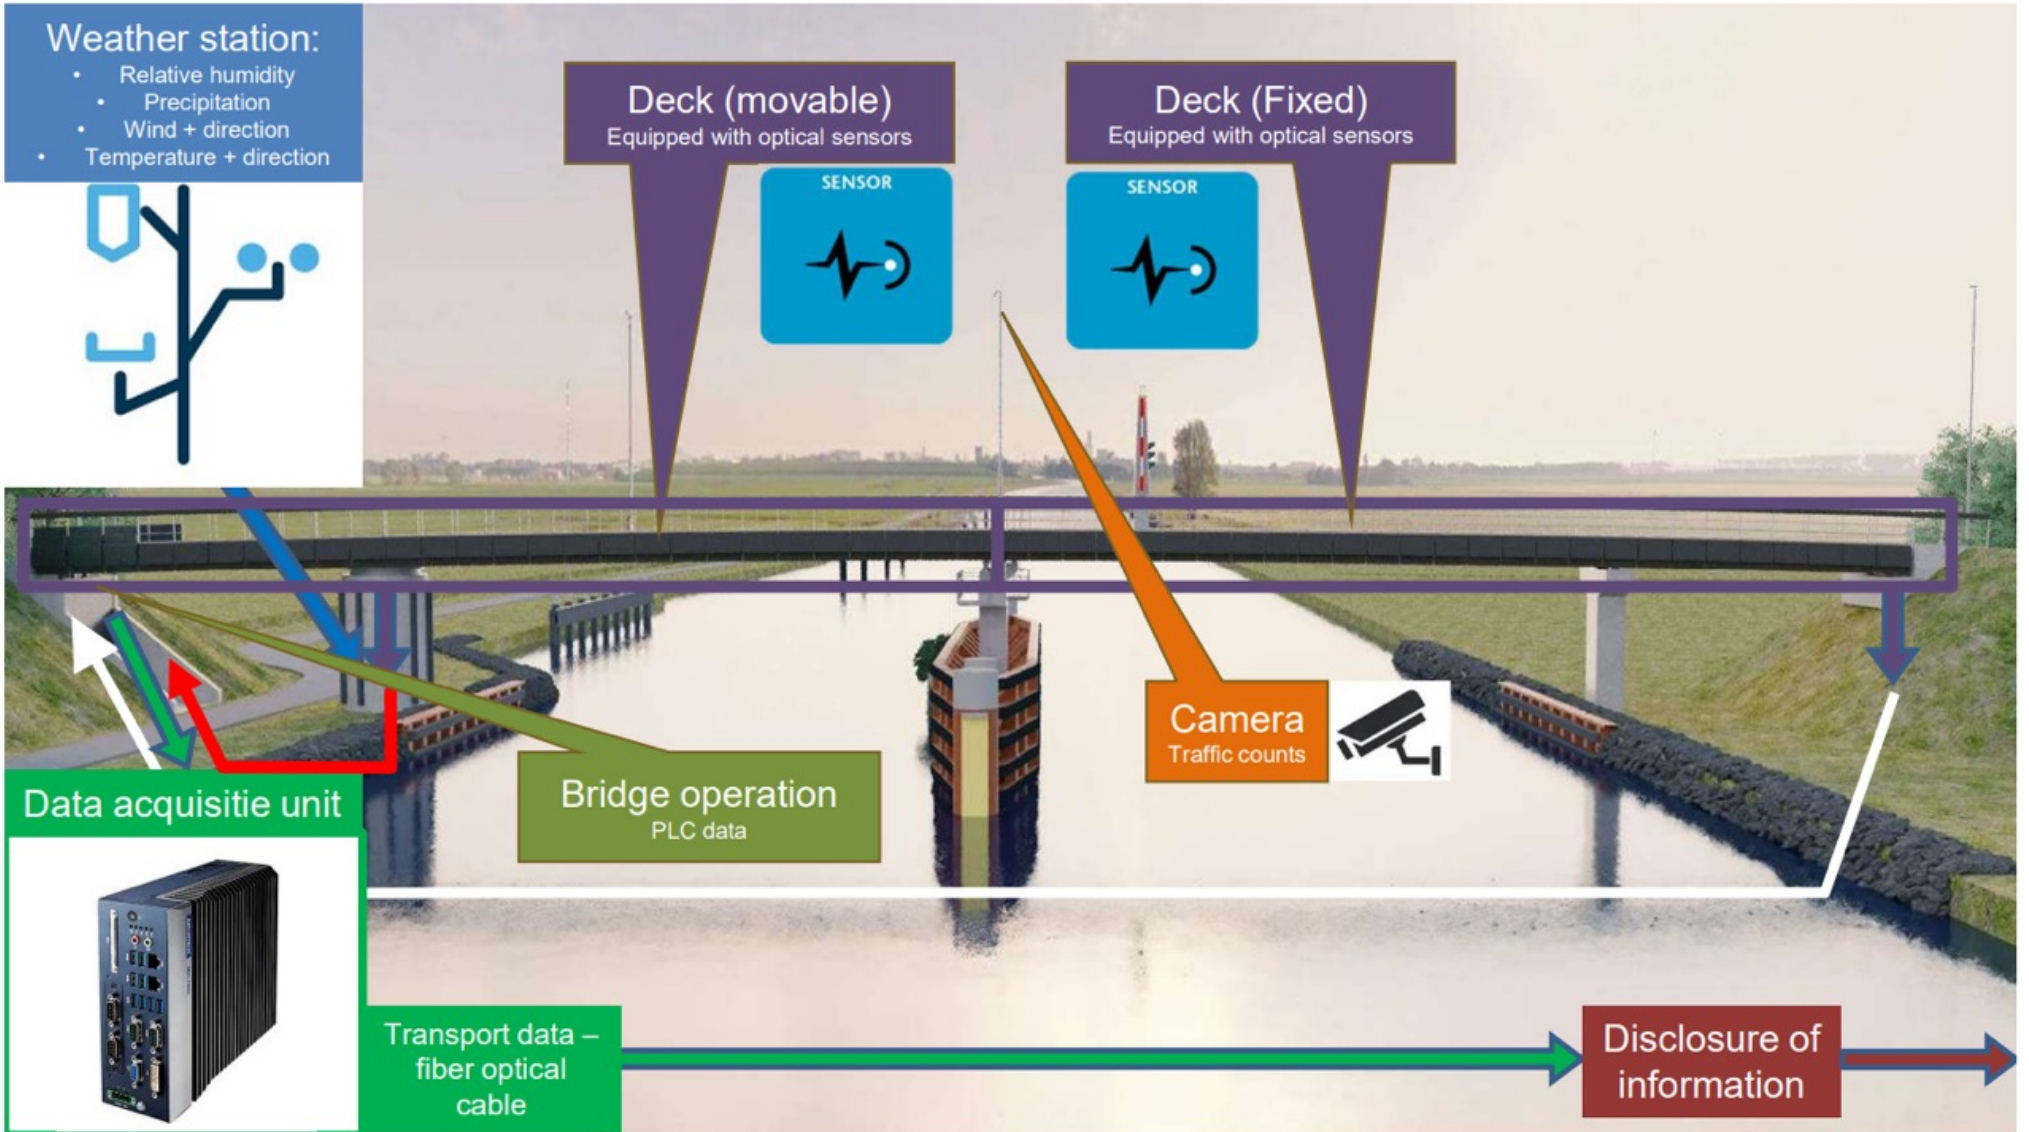 Weather station:
• Relative humidity
• Precipitation
• Wind + direction
• Temperature + direction
Deck (movable)
Equipped with optical sensors
SENSOR
Deck (Fixed)
Equipped with optical sensors
SENSOR
Camera
Traffic counts
Bridge operation
PLC data
Data acquisitie unit
Transport data –
fiber optical
cable
Disclosure of
information